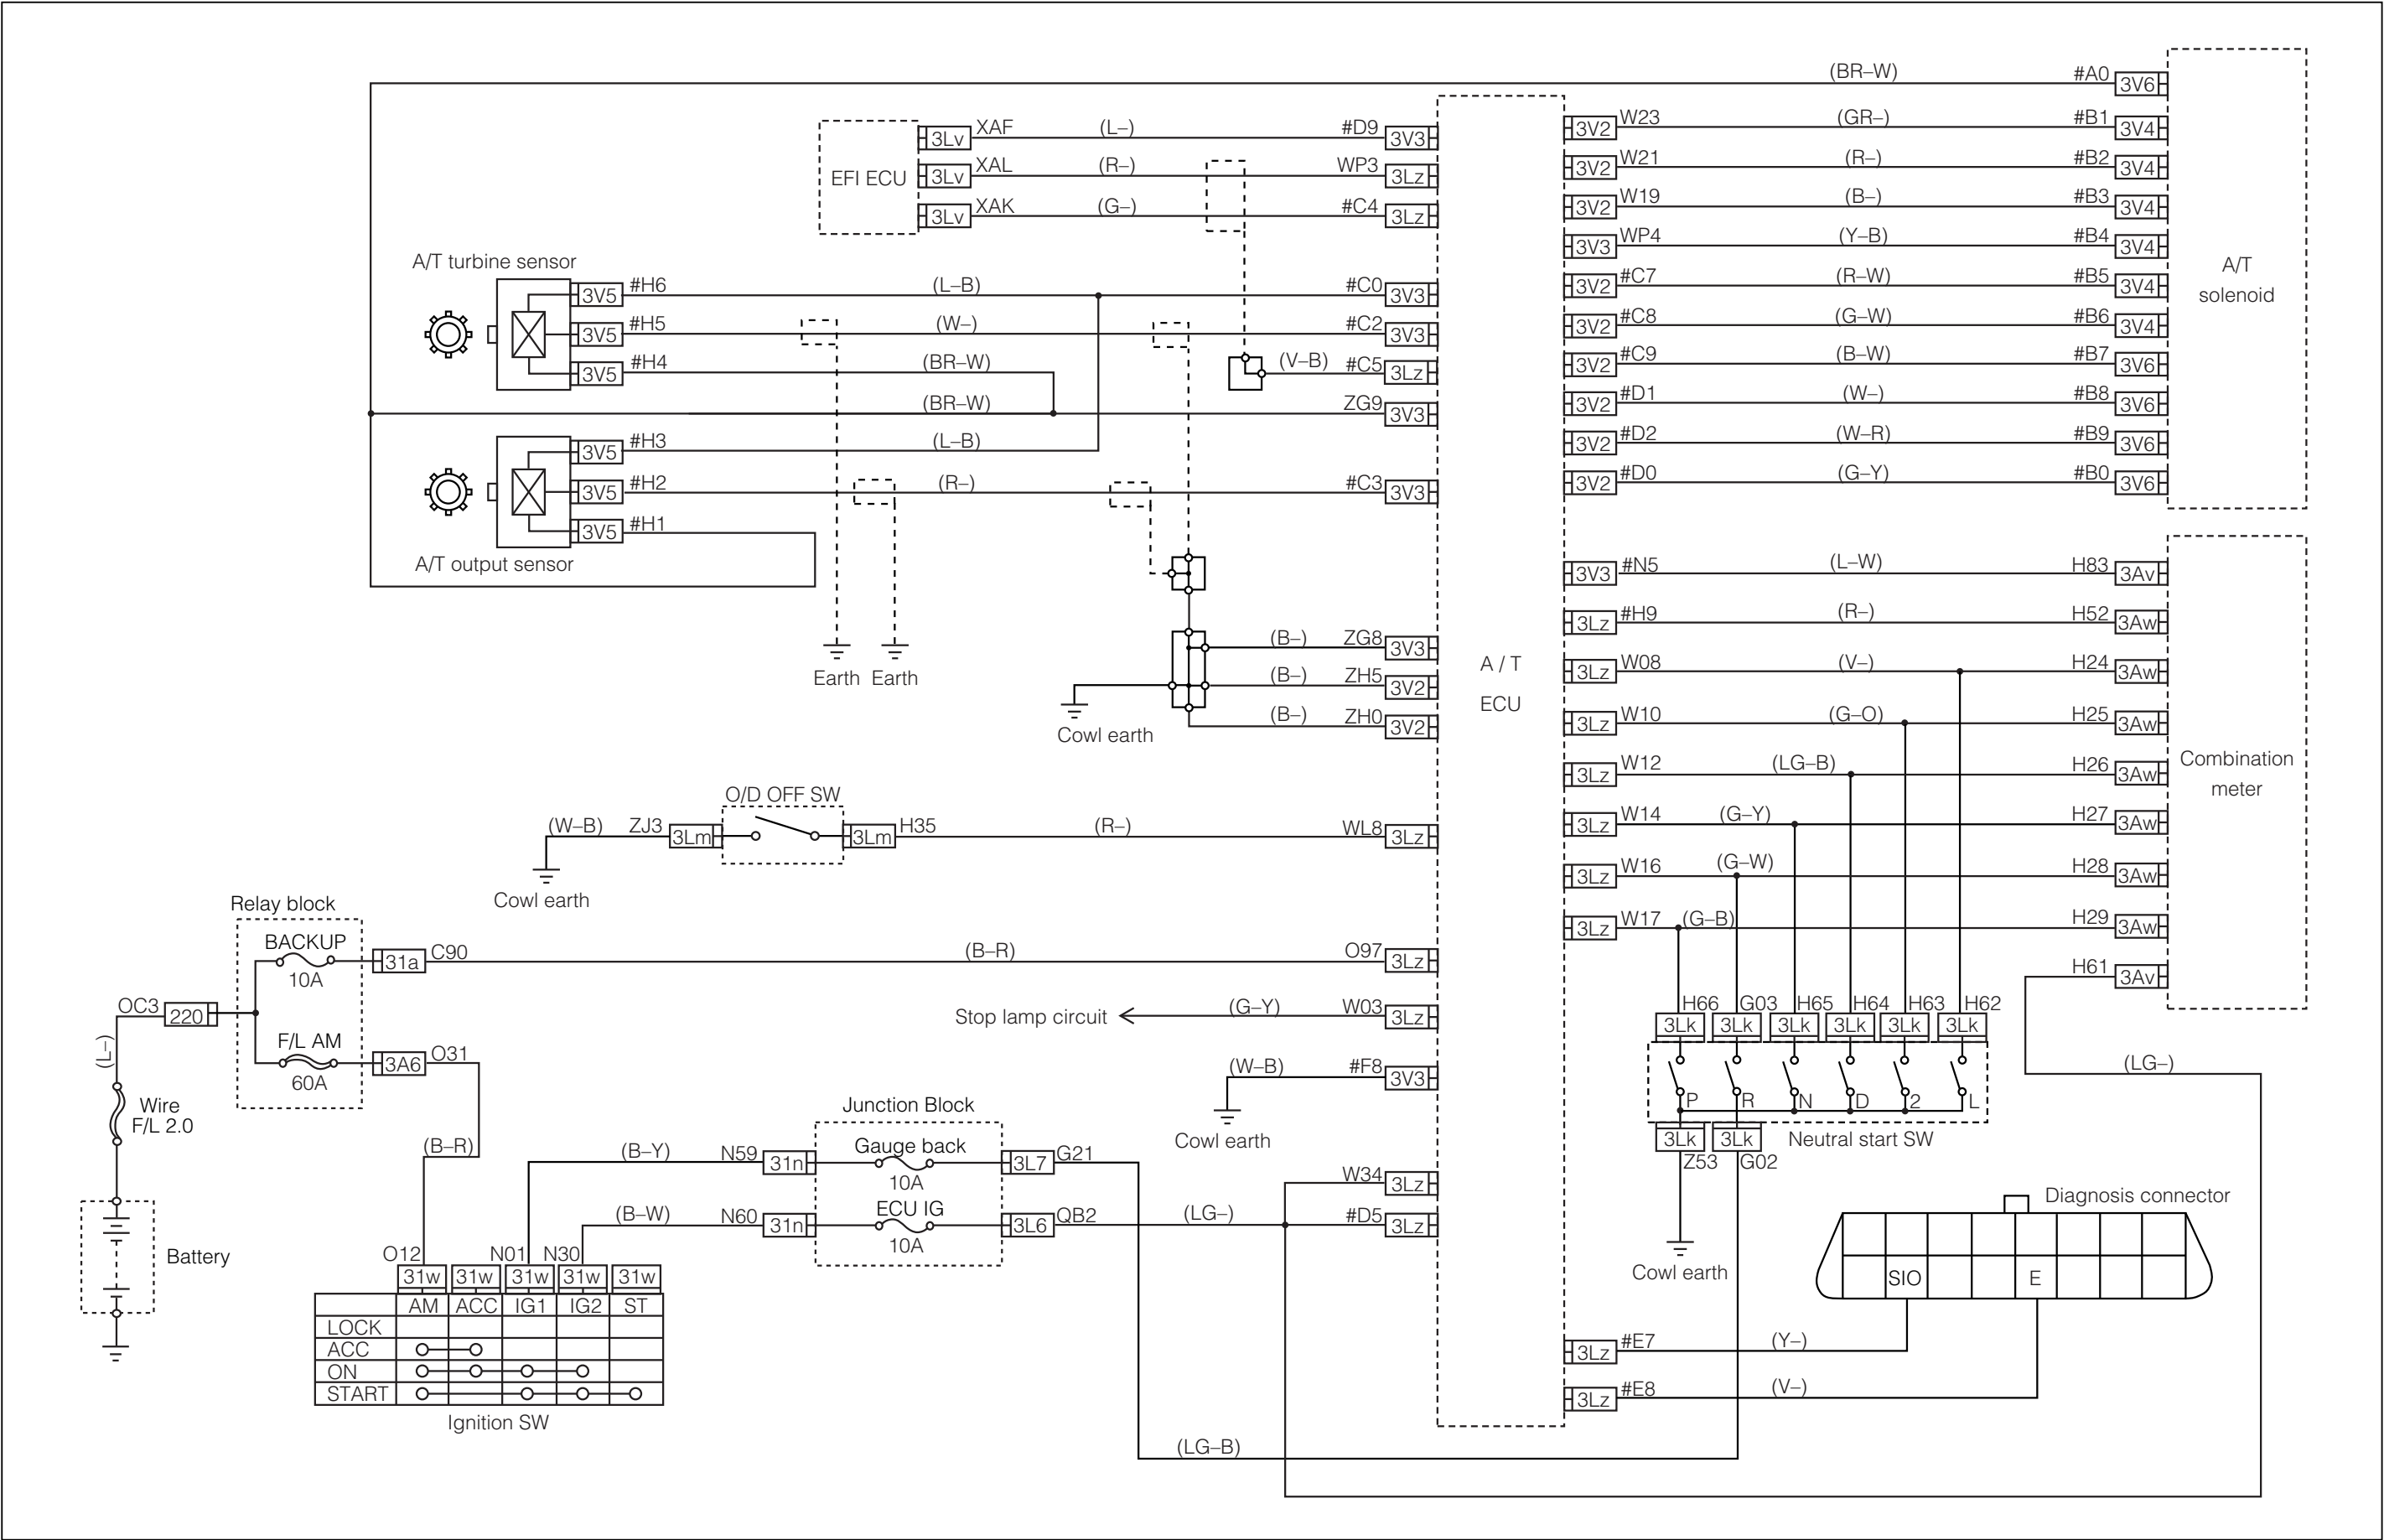 (BR–W) #A0 3V6
EFI ECU
3Lv XAF (L–) #D9 3V3
3Lv XAL (R–) WP3 3Lz
3Lv XAK (G–) #C4 3Lz
3V2 W23 (GR–) #B1 3V4
3V2 W21 (R–) #B2 3V4
3V2 W19 (B–) #B3 3V4
3V3 WP4 (Y–B) #B4 3V4
3V2 #C7 (R–W) #B5 3V4
3V2 #C8 (G–W) #B6 3V4
3V2 #C9 (B–W) #B7 3V6
3V2 #D1 (W–) #B8 3V6
3V2 #D2 (W–R) #B9 3V6
3V2 #D0 (G–Y) #B0 3V6
A/T
solenoid
A/T turbine sensor
3V5 #H6 (L–B) #C0 3V3
3V5 #H5 (W–) #C2 3V3
3V5 #H4 (BR–W)
(V–B) #C5 3Lz
(BR–W) ZG9 3V3
3V5 #H3 (L–B)
3V5 #H2 (R–) #C3 3V3
3V5 #H1
A/T output sensor
Earth Earth
(B–) ZG8 3V3
(B–) ZH5 3V2
(B–) ZH0 3V2
Cowl earth
A / T
ECU
3V3 #N5 (L–W) H83 3Av
3Lz #H9 (R–) H52 3Aw
3Lz W08 (V–) H24 3Aw
3Lz W10 (G–O) H25 3Aw
3Lz W12 (LG–B) H26 3Aw
3Lz W14 (G–Y) H27 3Aw
3Lz W16 (G–W) H28 3Aw
3Lz W17 (G–B) H29 3Aw
H61 3Av
Combination
meter
O/D OFF SW
(W–B) ZJ3 3Lm 3Lm H35 (R–) WL8 3Lz
Cowl earth
Relay block
BACKUP
10A
31a C90 (B–R) O97 3Lz
OC3 220
F/L AM
60A
3A6 O31
(L–)
Wire
F/L 2.0
Battery
(B–R)
Stop lamp circuit (G–Y) W03 3Lz
(W–B) #F8 3V3
Cowl earth
Junction Block
(B–Y) N59 31n Gauge back 3L7 G21
10A
(B–W) N60 31n ECU IG 3L6 QB2 (LG–)
10A
W34 3Lz
#D5 3Lz
H66 G03 H65 H64 H63 H62
3Lk 3Lk 3Lk 3Lk 3Lk 3Lk
P R N D 2 L
3Lk 3Lk Neutral start SW
Z53 G02
(LG–)
Cowl earth
Diagnosis connector
SIO E
O12 N01 N30
31w 31w 31w 31w 31w
AM ACC IG1 IG2 ST
LOCK
ACC
ON
START
Ignition SW
3Lz #E7 (Y–)
3Lz #E8 (V–)
(LG–B)